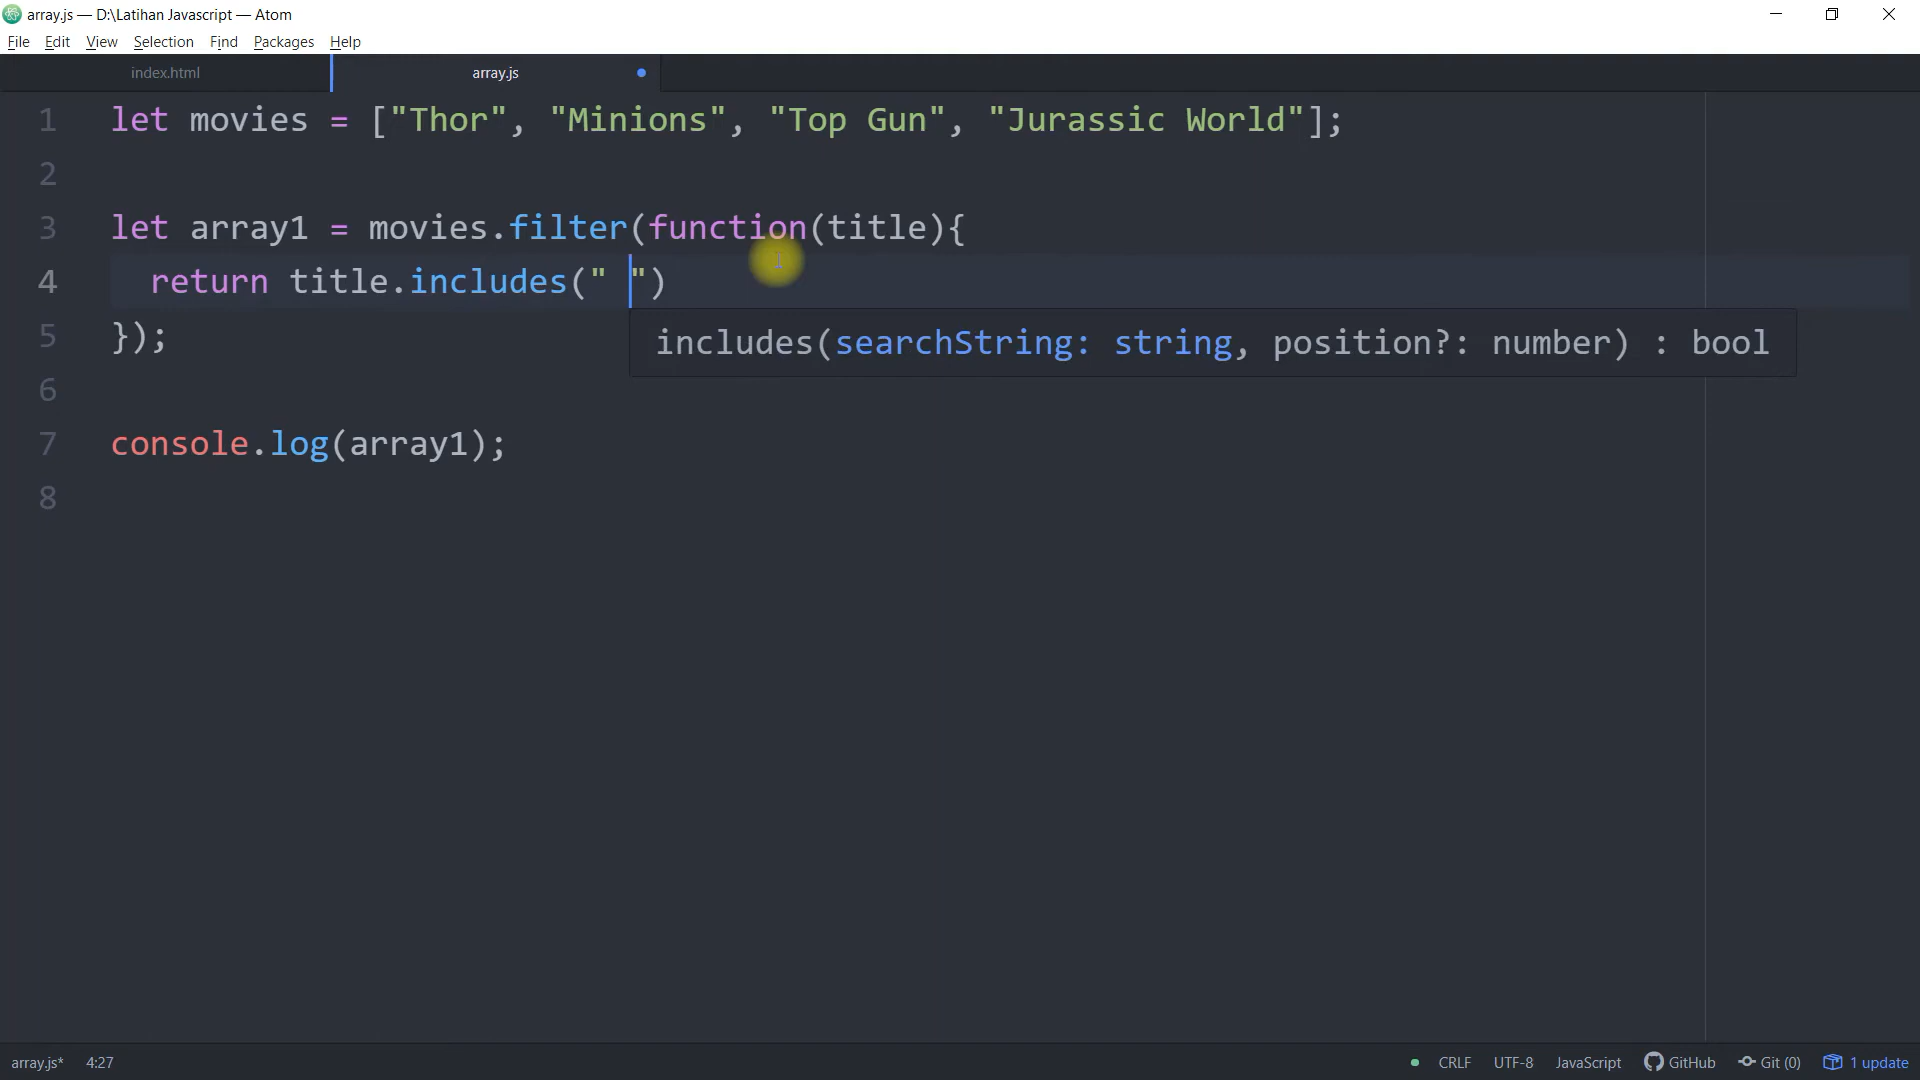 array.js — D:\Latihan Javascript — Atom
File Edit View Selection Find Packages Help
index.html array.js
1 let movies = ["Thor", "Minions", "Top Gun", "Jurassic World"];
2
3 let array1 = movies.filter(function(title){
4   return title.includes(" ")
includes(searchString: string, position?: number) : bool
5 });
6
7 console.log(array1);
8
array.js* 4:27 CRLF UTF-8 JavaScript GitHub Git (0) 1 update